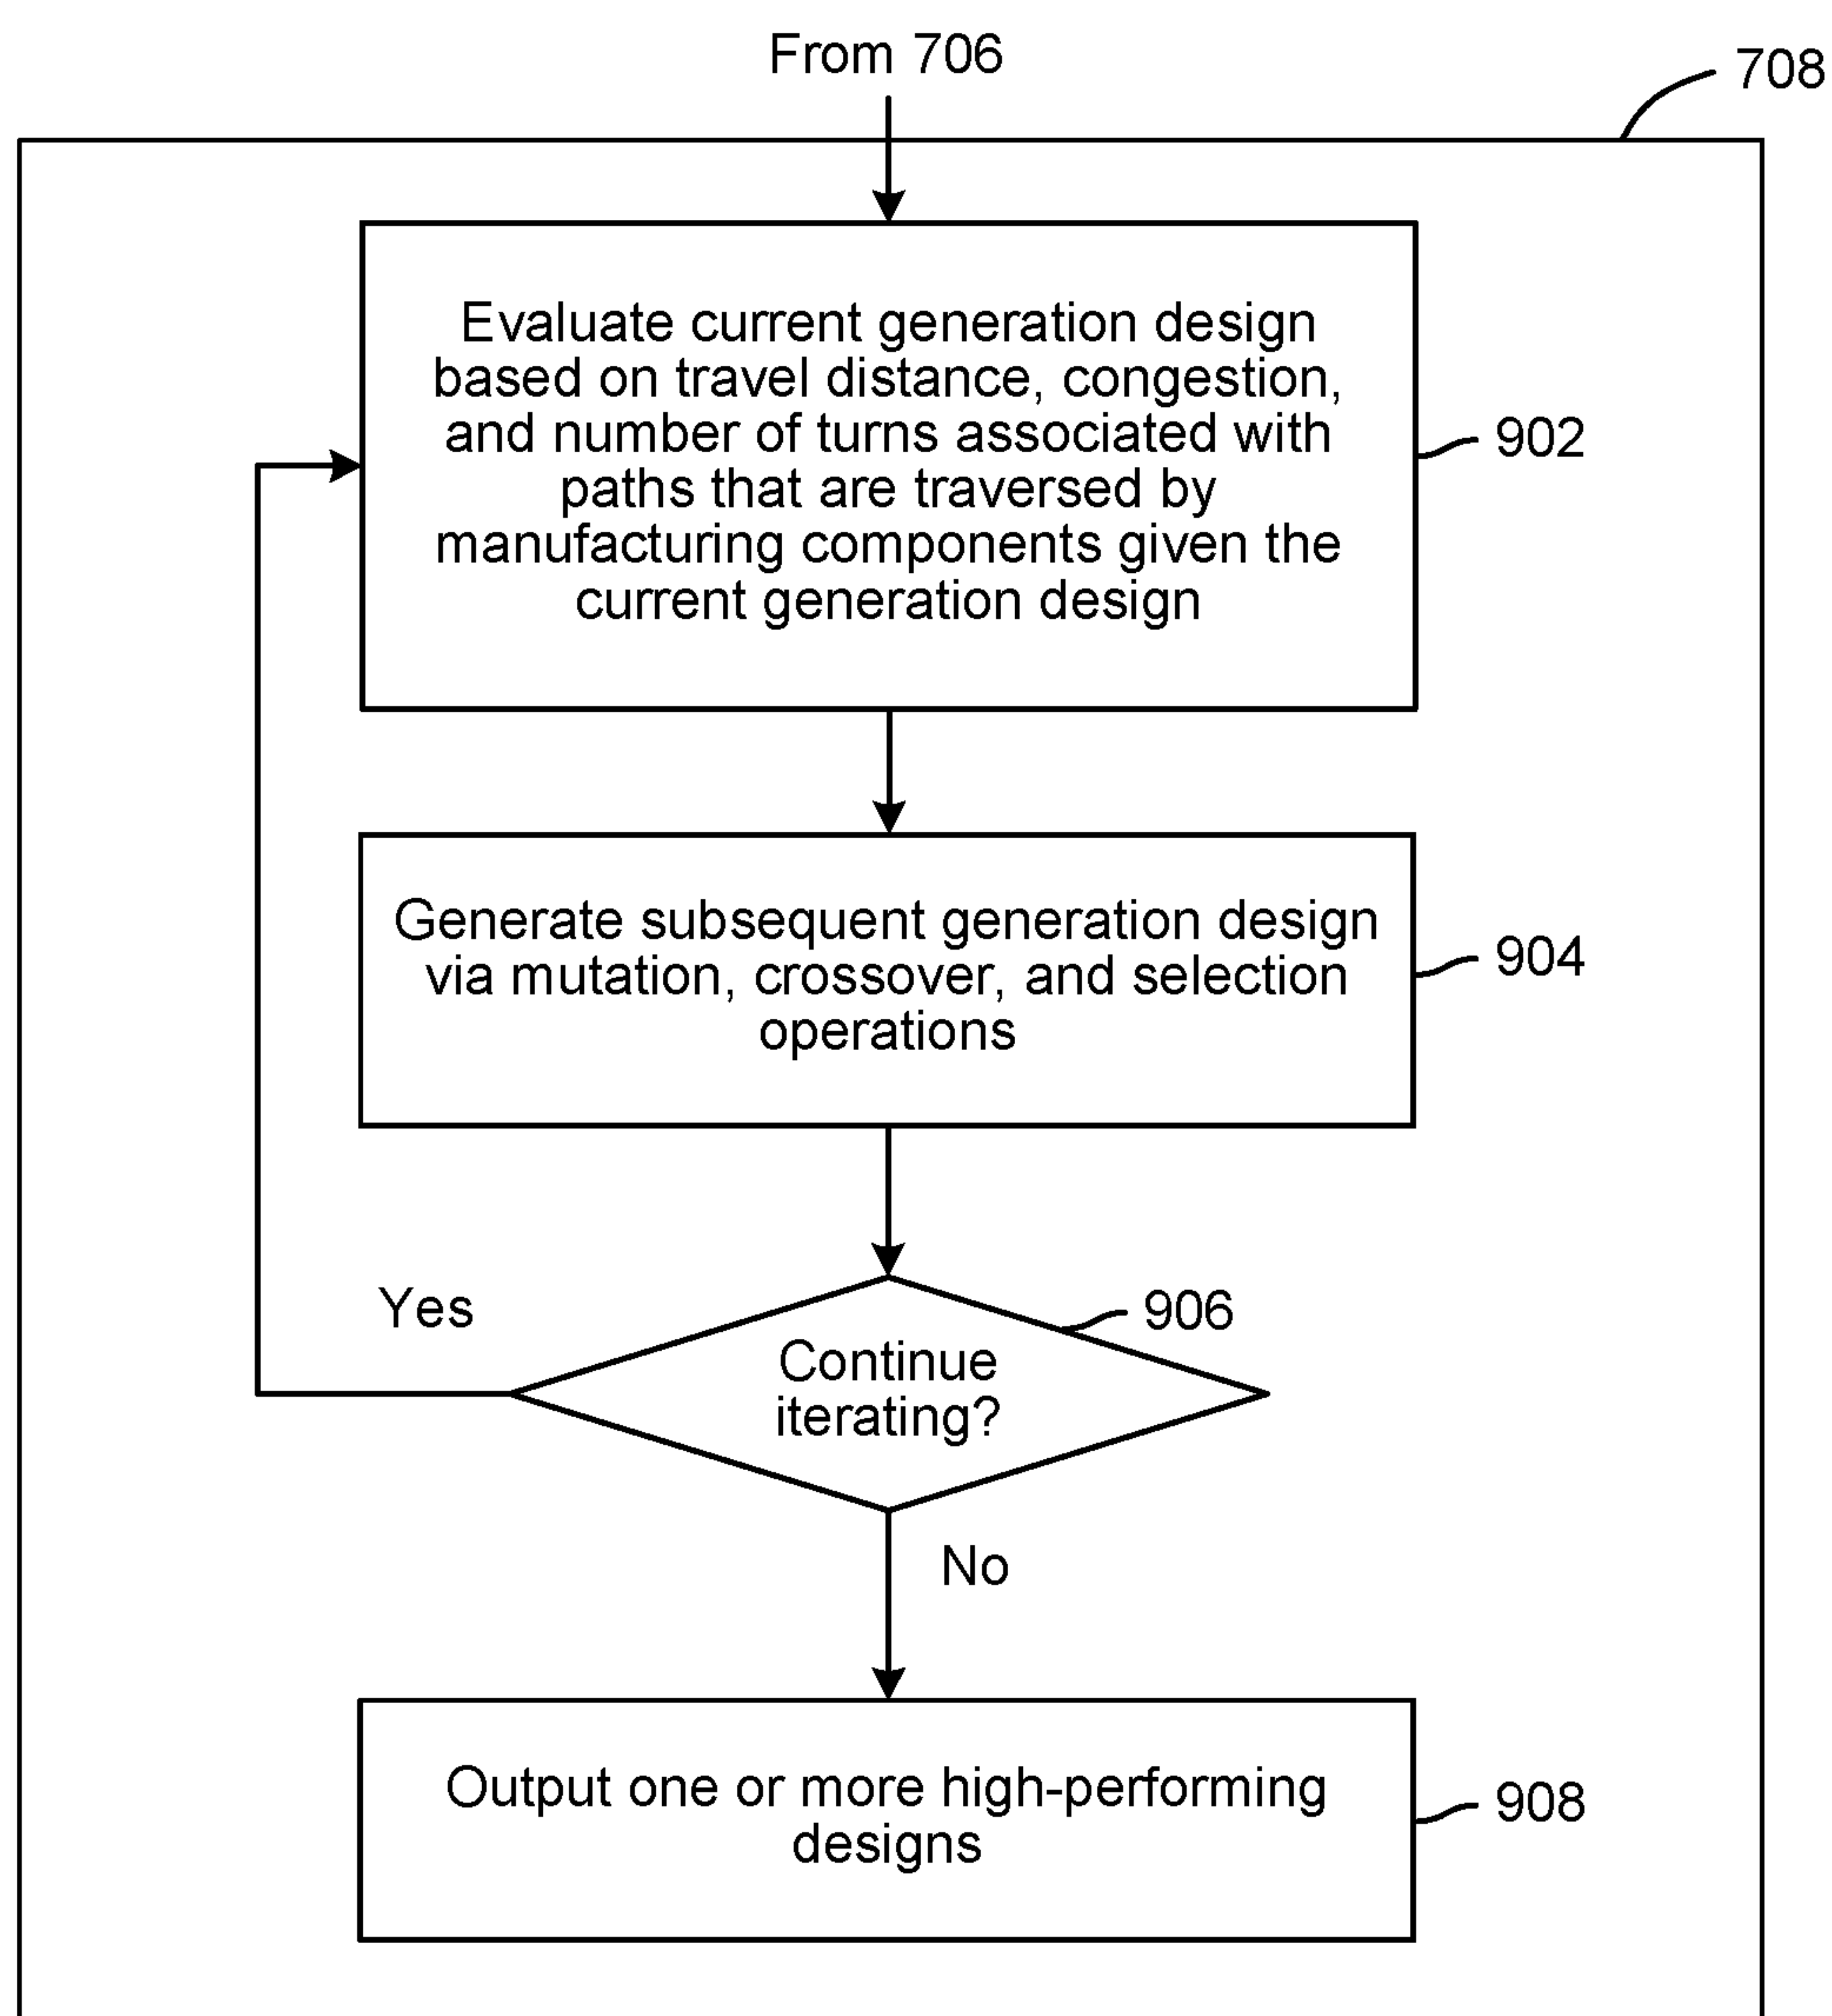 From 706
708
Evaluate current generation design
based on travel distance, congestion,
and number of turns associated with
paths that are traversed by
manufacturing components given the
current generation design
902
Generate subsequent generation design
via mutation, crossover, and selection
operations
904
Yes
906
Continue
iterating?
No
Output one or more high-performing
designs
908